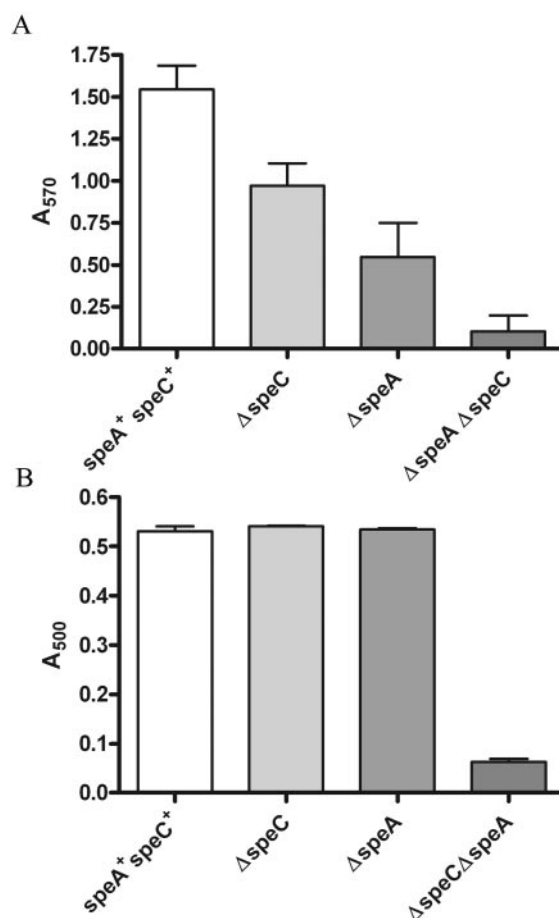 A
1.75
1.50
1.25
1.00
0.75
0.50
0.25
0.00
A570
speA+ speC+
ΔspeC
ΔspeA
ΔspeA ΔspeC
B
0.6
0.5
0.4
0.3
0.2
0.1
0.0
A500
speA+ speC+
ΔspeC
ΔspeA
ΔspeCΔspeA